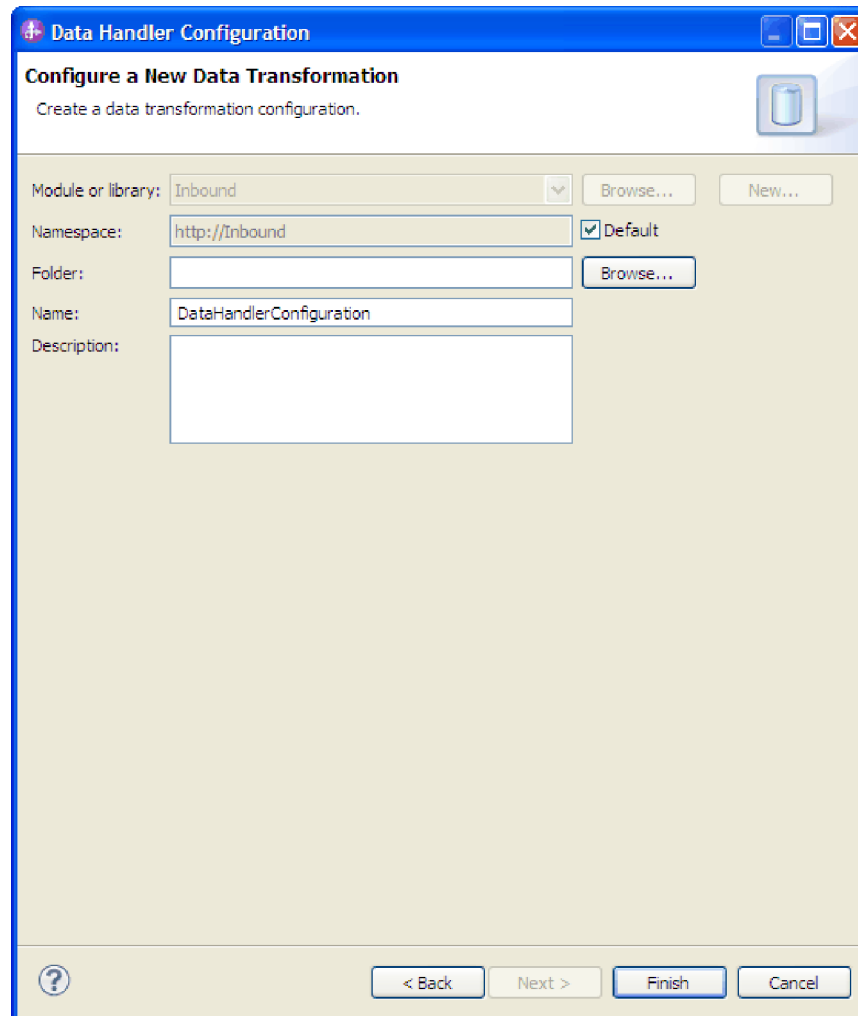 Data Handler Configuration
Configure a New Data Transformation
Create a data transformation configuration.
Module or library: Inbound Browse... New...
Namespace: http://Inbound Default
Folder: Browse...
Name: DataHandlerConfiguration
Description:
? < Back Next > Finish Cancel